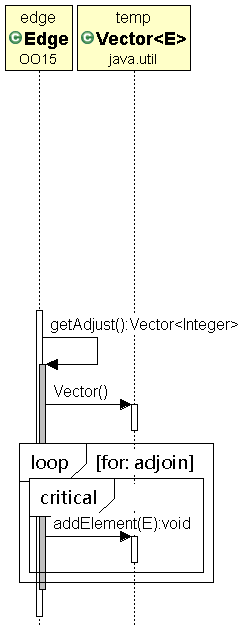 edge
Edge
OO15
temp
Vector<E>
java.util
getAdjust():Vector<Integer>
Vector()
loop [for: adjoin]
critical
addElement(E):void